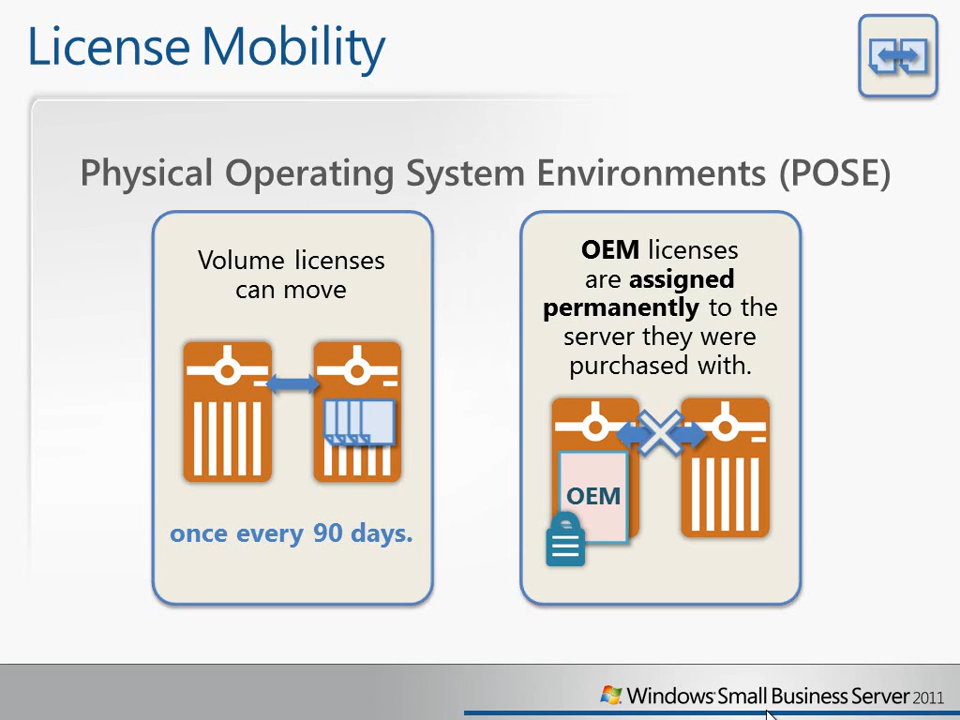 License Mobility
Physical Operating System Environments (POSE)
Volume licenses
can move
once every 90 days.
OEM licenses
are assigned
permanently to the
server they were
purchased with.
OEM
Windows Small Business Server 2011